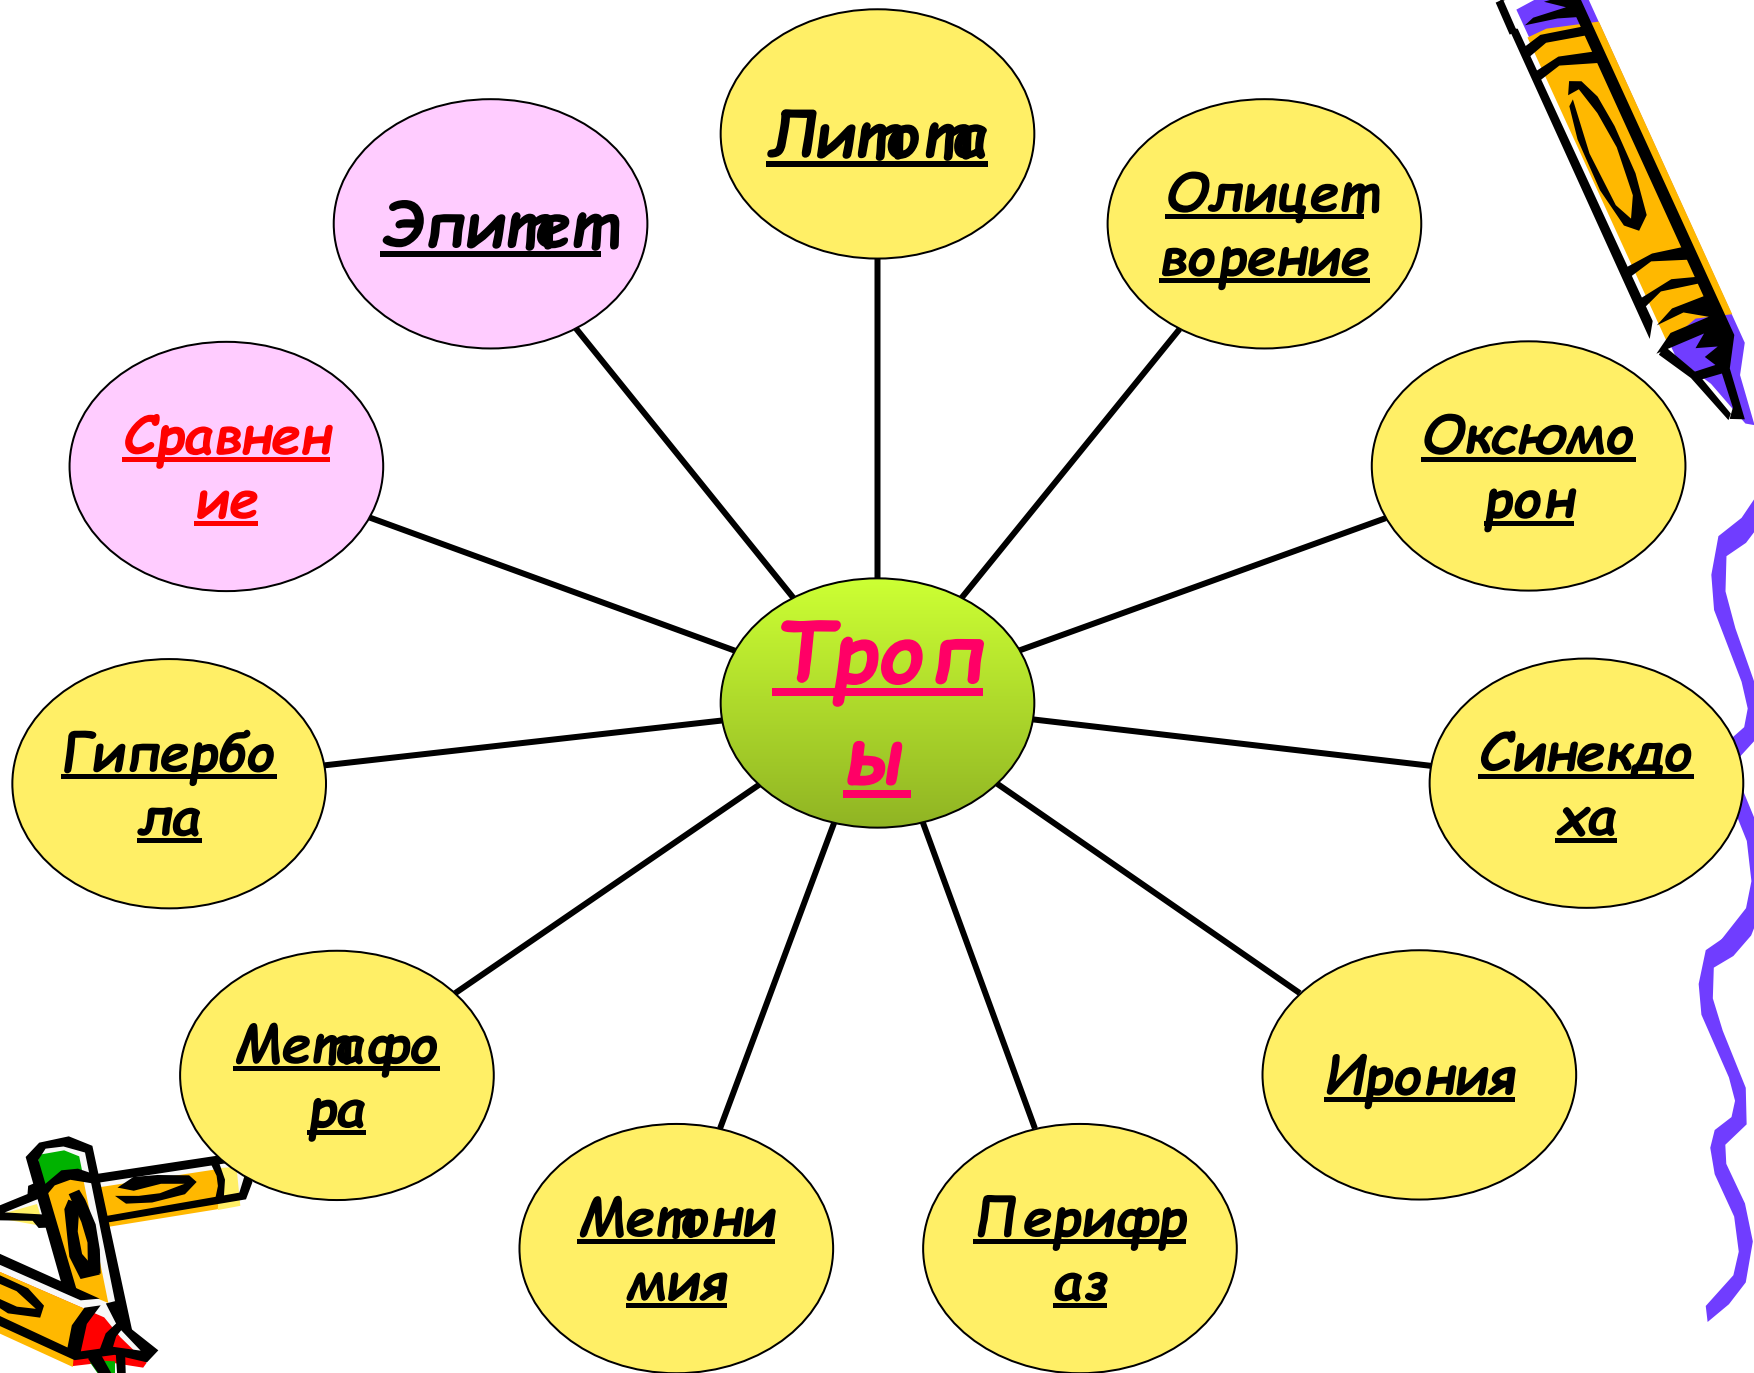 Литота
Эпитет
Олицет
ворение
Сравнен
ие
Оксюмо
рон
Троп
ы
Гипербо
ла
Синекдо
ха
Метафо
ра
Ирония
Метони
мия
Перифр
аз